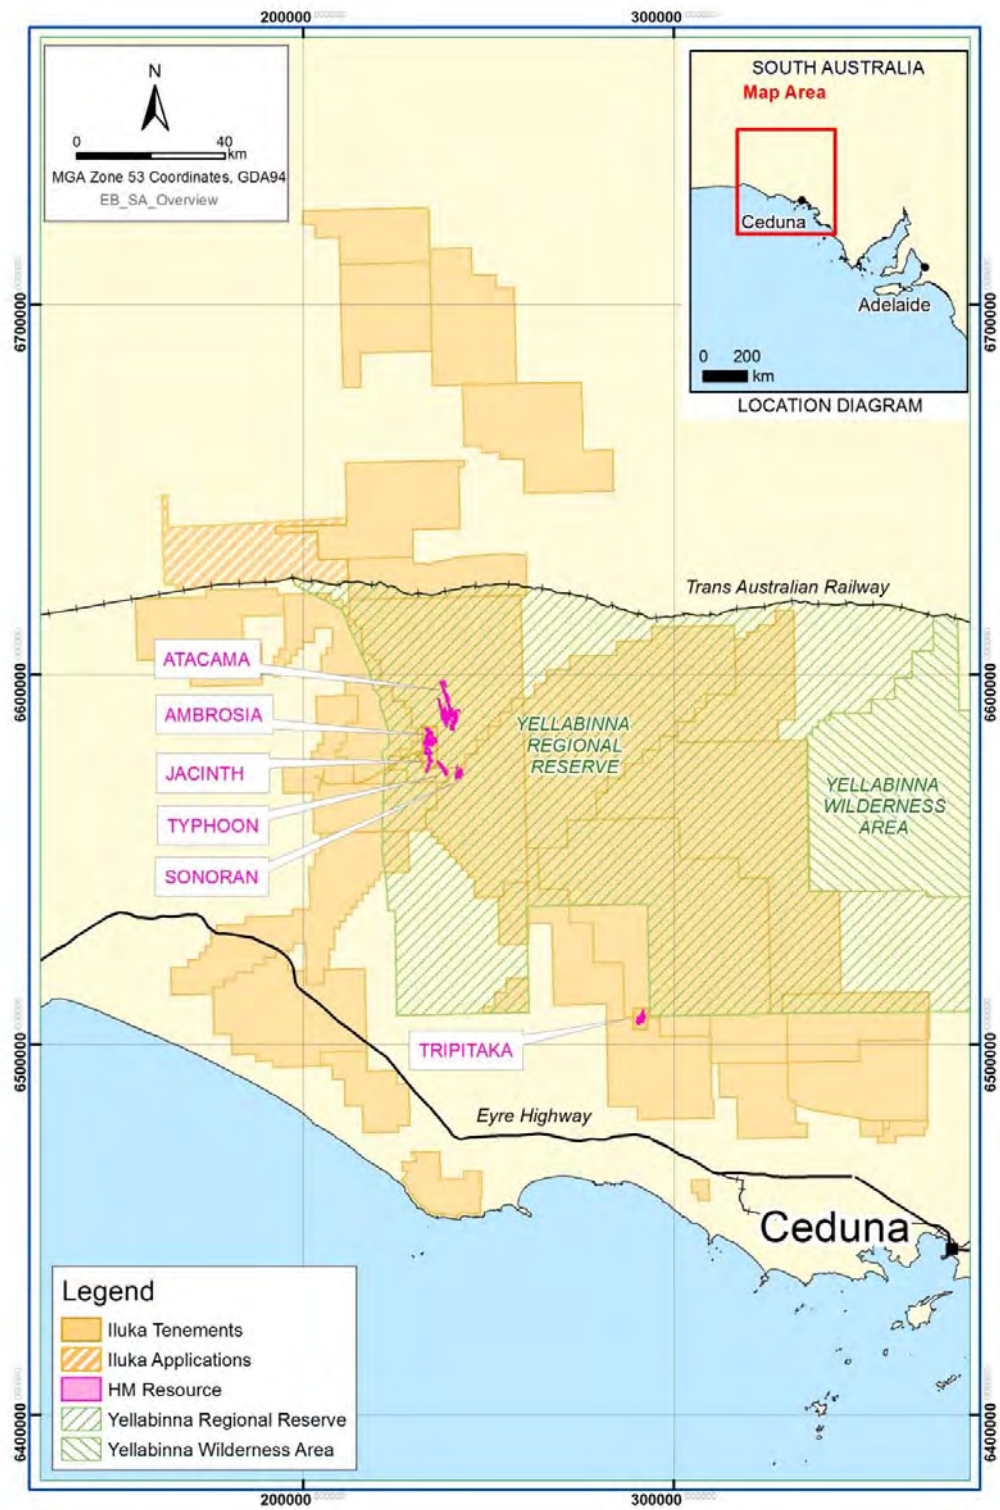 200000
300000
N
0
40
km
MGA Zone 53 Coordinates, GDA94
EB_SA_Overview
SOUTH AUSTRALIA
Map Area
Ceduna
Adelaide
0
200
km
LOCATION DIAGRAM
6700000
6700000
Trans Australian Railway
ATACAMA
6600000
6600000
AMBROSIA
YELLABINNA
REGIONAL
RESERVE
JACINTH
YELLABINNA
WILDERNESS
AREA
TYPHOON
SONORAN
TRIPITAKA
6500000
6500000
Eyre Highway
Ceduna
Legend
Iluka Tenements
Iluka Applications
HM Resource
Yellabinna Regional Reserve
Yellabinna Wilderness Area
6400000
6400000
200000
300000